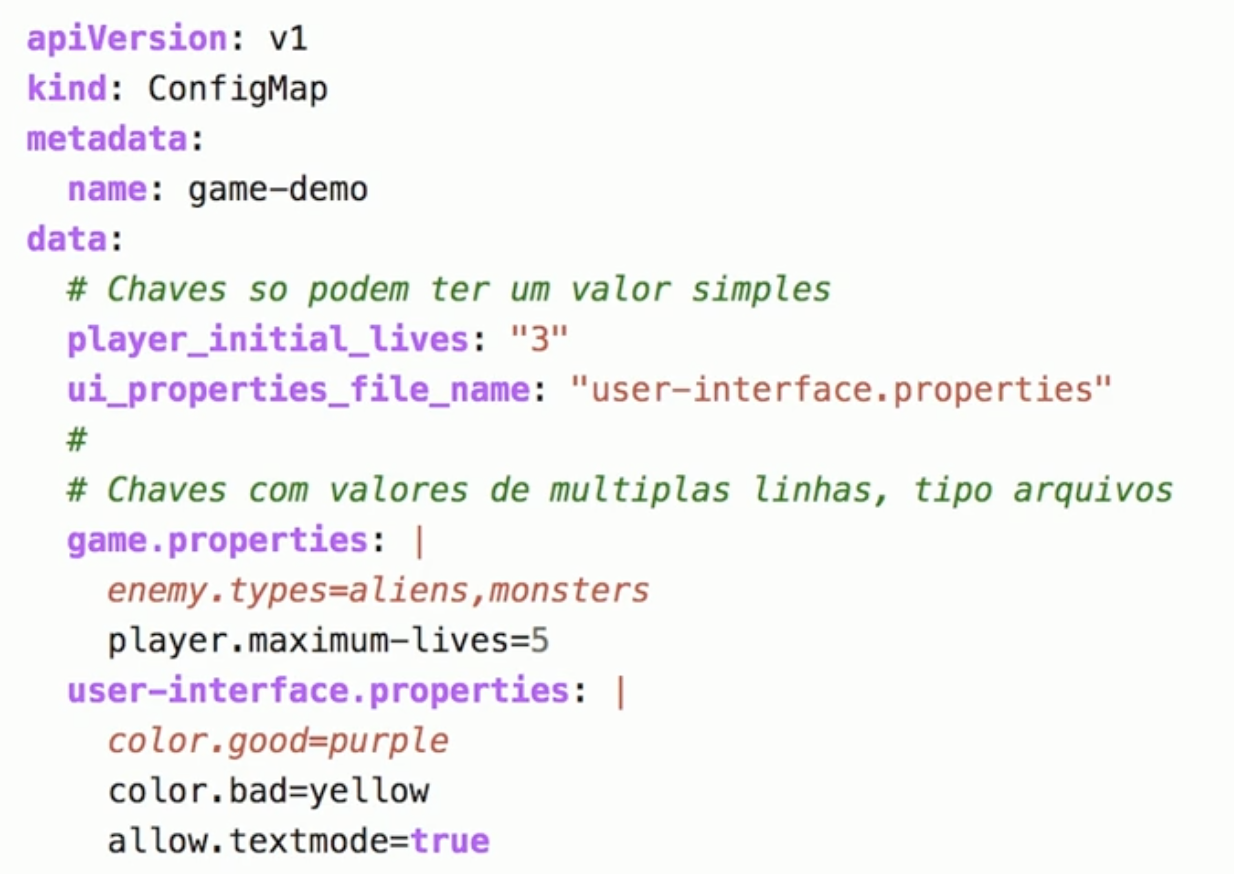 apiVersion: v1
kind: ConfigMap
metadata:
  name: game-demo
data:
  # Chaves so podem ter um valor simples
  player_initial_lives: "3"
  ui_properties_file_name: "user-interface.properties"
  #
  # Chaves com valores de multiplas linhas, tipo arquivos
  game.properties: |
    enemy.types=aliens,monsters
    player.maximum-lives=5
  user-interface.properties: |
    color.good=purple
    color.bad=yellow
    allow.textmode=true